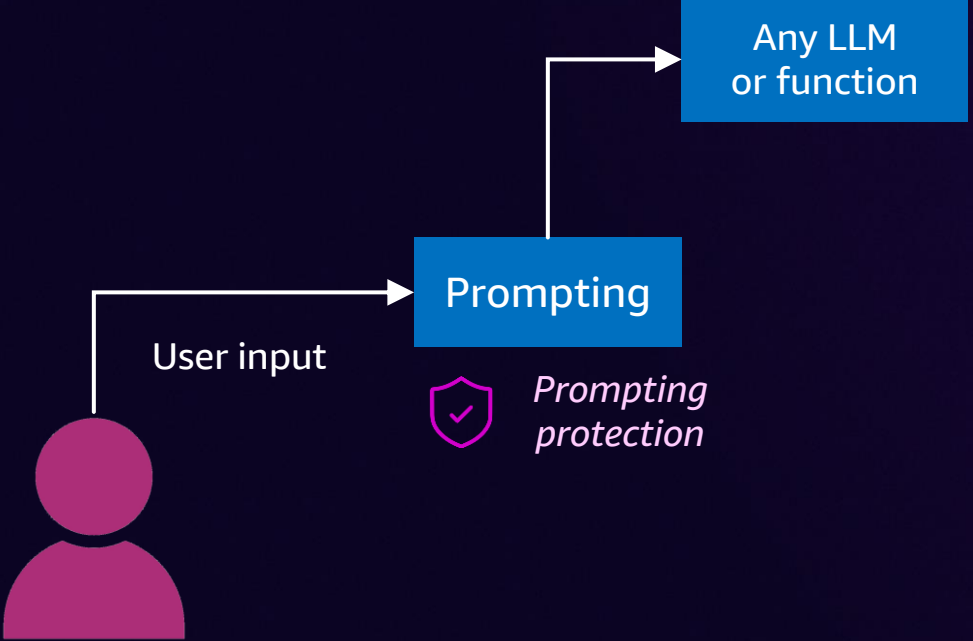 Any LLM
or function
Prompting
User input
Prompting
protection